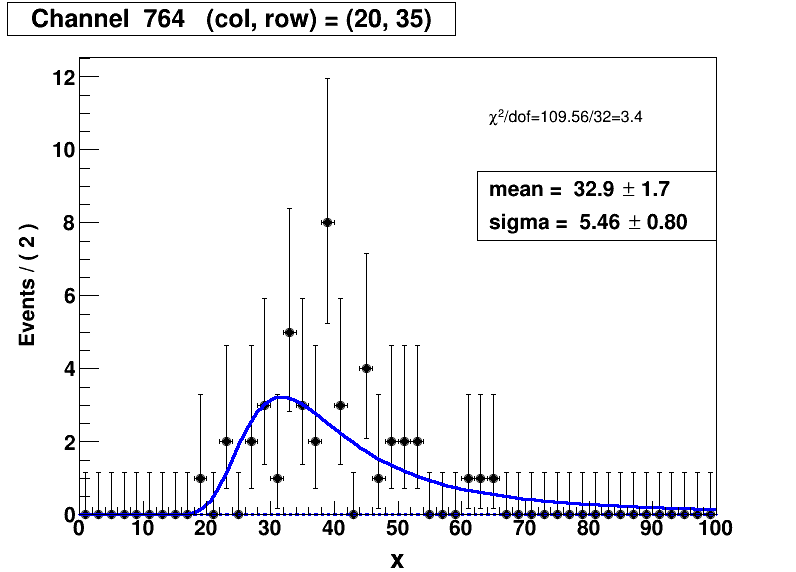 Channel  764   (col, row) = (20, 35)
χ²/dof=109.56/32=3.4
mean =  32.9 ± 1.7
sigma =  5.46 ± 0.80
Events / ( 2 )
12
10
8
6
4
2
0
0 10 20 30 40 50 60 70 80 90 100
x